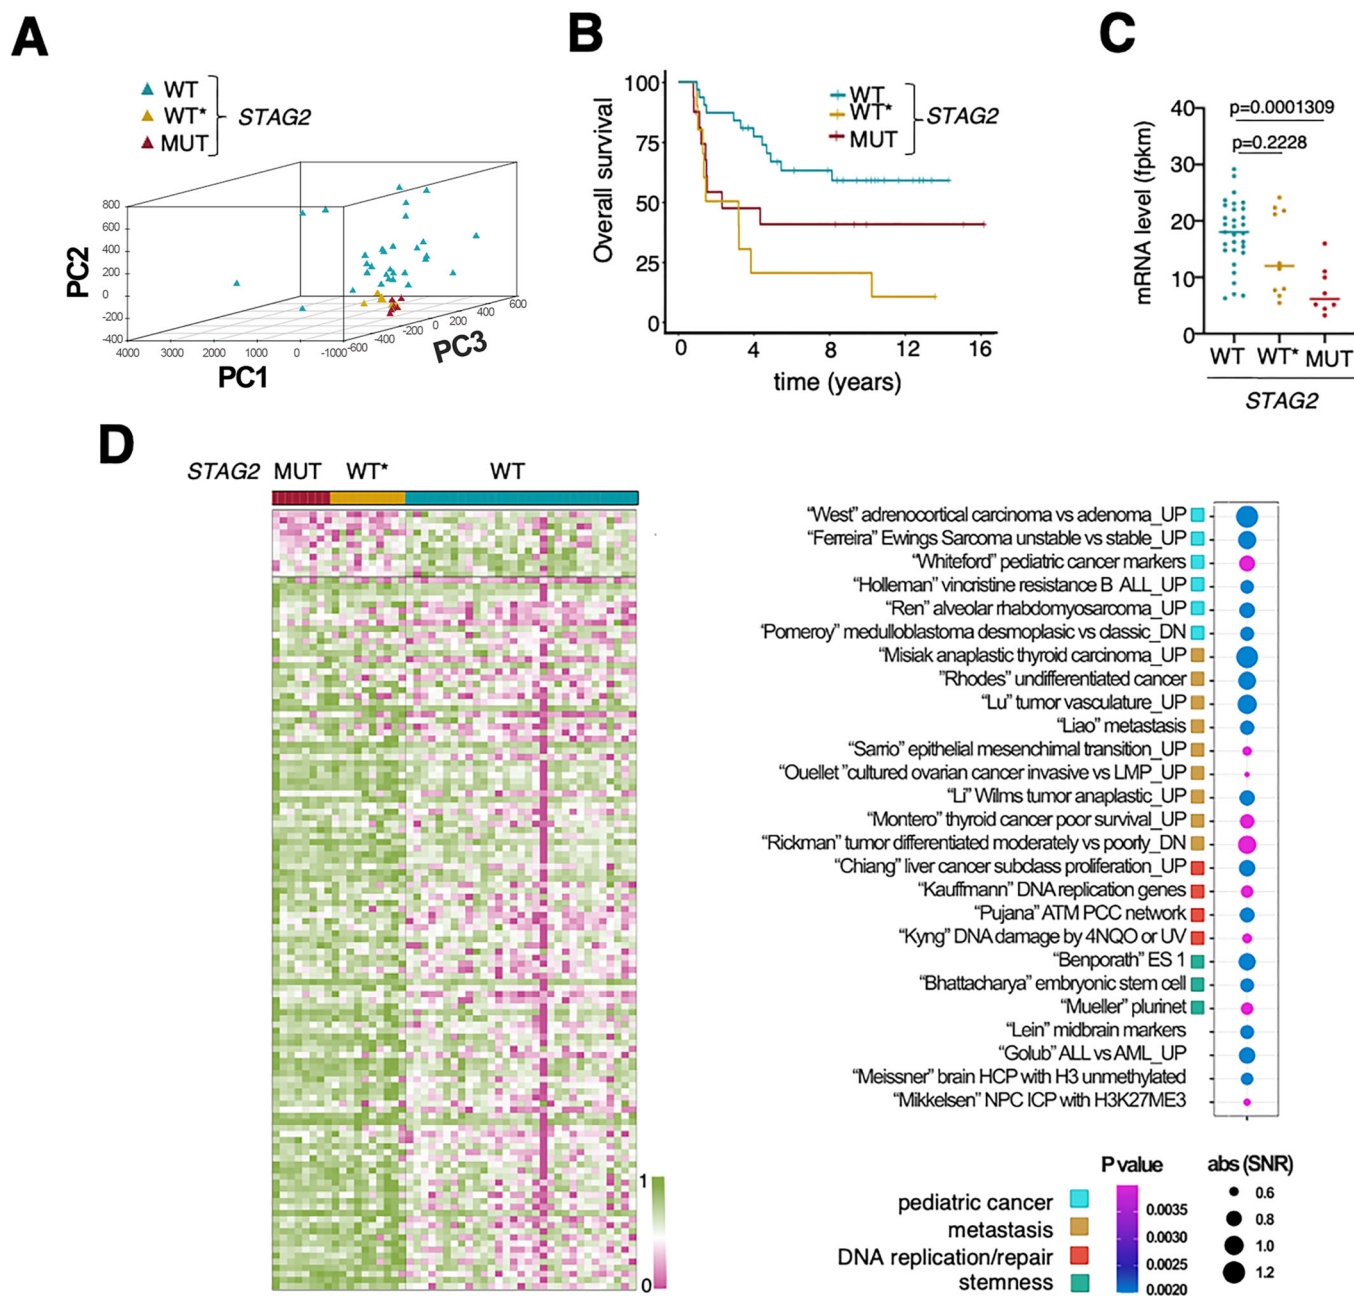 A
WT
WT*
MUT
STAG2
800
600
400
200
0
-200
-400
PC2
4000
3000
2000
1000
0
-1000
PC1
-600
-400
-200
0
200
400
600
PC3
B
WT
WT*
MUT
STAG2
100
75
50
25
0
Overall survival
0
4
8
12
16
time (years)
C
p=0.0001309
p=0.2228
40
30
20
10
0
mRNA level (fpkm)
WT
WT*
MUT
STAG2
D
STAG2 MUT WT* WT
1
0
“West” adrenocortical carcinoma vs adenoma_UP
“Ferreira” Ewings Sarcoma unstable vs stable_UP
“Whiteford” pediatric cancer markers
“Holleman” vincristine resistance B ALL_UP
“Ren” alveolar rhabdomyosarcoma_UP
‘Pomeroy” medulloblastoma desmoplasic vs classic_DN
“Misiak anaplastic thyroid carcinoma_UP
”Rhodes” undifferentiated cancer
“Lu” tumor vasculature_UP
“Liao” metastasis
“Sarrio” epithelial mesenchimal transition_UP
“Ouellet ”cultured ovarian cancer invasive vs LMP_UP
“Li” Wilms tumor anaplastic_UP
“Montero” thyroid cancer poor survival_UP
“Rickman” tumor differentiated moderately vs poorly_DN
“Chiang” liver cancer subclass proliferation_UP
“Kauffmann” DNA replication genes
“Pujana” ATM PCC network
“Kyng” DNA damage by 4NQO or UV
“Benporath” ES 1
“Bhattacharya” embryonic stem cell
“Mueller” plurinet
“Lein” midbrain markers
“Golub” ALL vs AML_UP
“Meissner” brain HCP with H3 unmethylated
“Mikkelsen” NPC ICP with H3K27ME3
pediatric cancer
metastasis
DNA replication/repair
stemness
P value
0.0035
0.0030
0.0025
0.0020
abs (SNR)
0.6
0.8
1.0
1.2